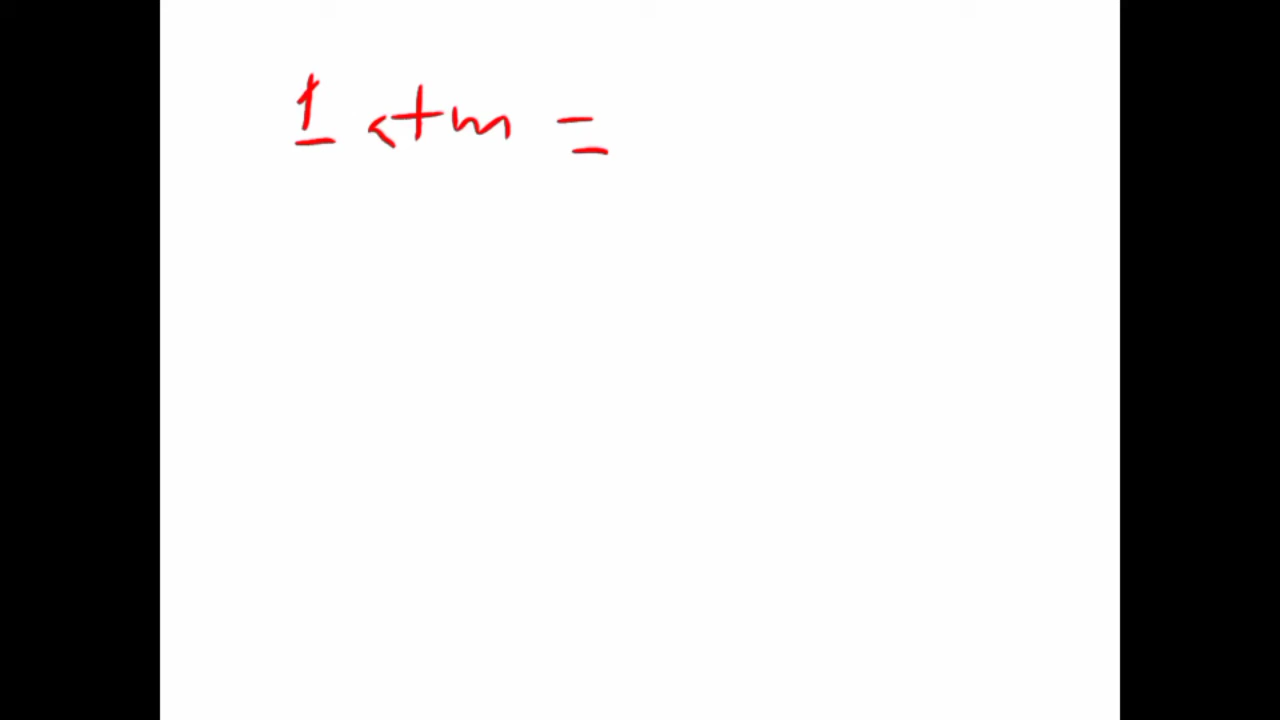 1 atm =